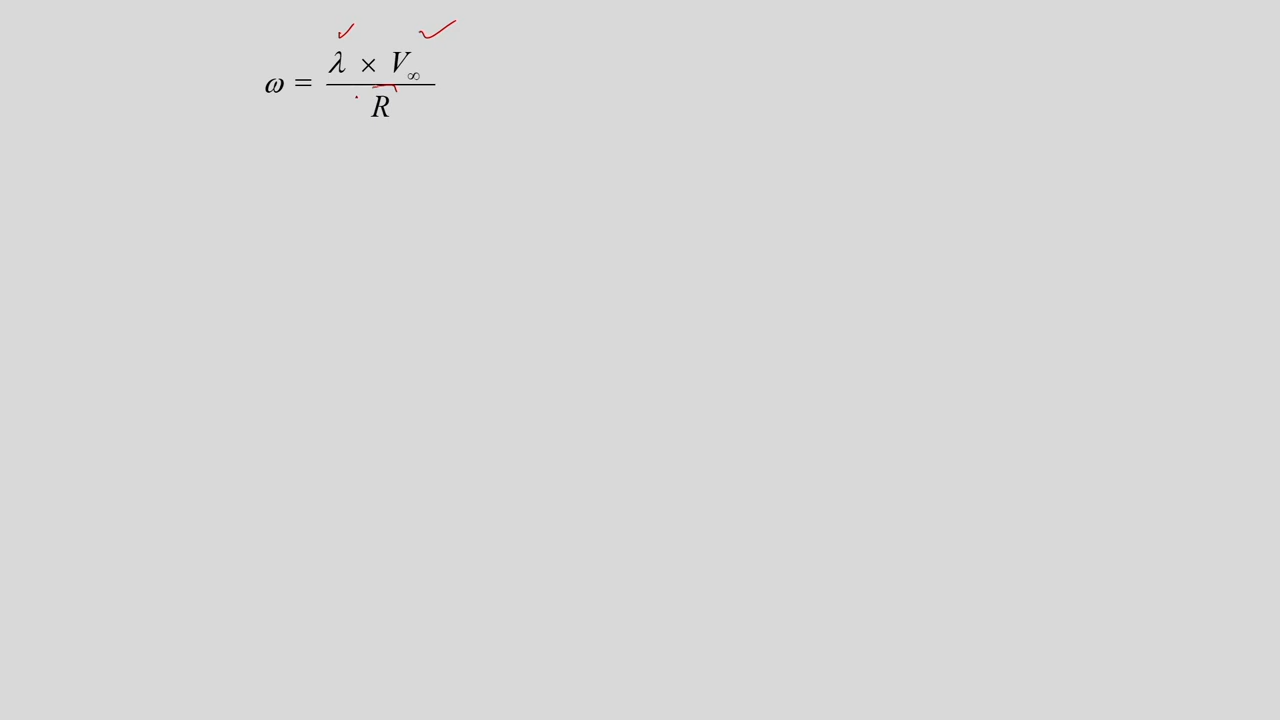 ω = λ × V∞ / R